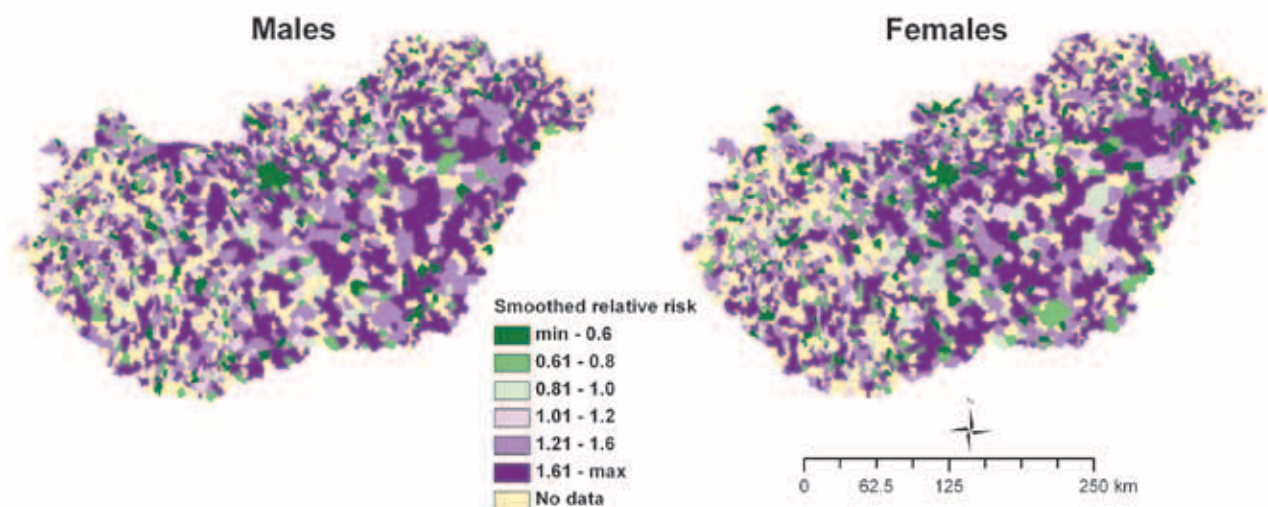 Males
Females
Smoothed relative risk
min - 0.6
0.61 - 0.8
0.81 - 1.0
1.01 - 1.2
1.21 - 1.6
1.61 - max
No data
0 62.5 125 250 km